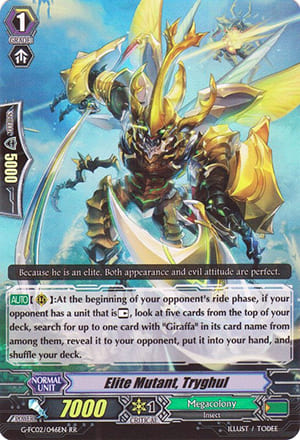 1
GRADE
5000
Because he is an elite. Both appearance and evil attitude are perfect.
AUTO [ ]:At the beginning of your opponent's ride phase, if your
opponent has a unit that is , look at five cards from the top of your
deck, search for up to one card with "Giraffa" in its card name from
among them, reveal it to your opponent, put it into your hand, and
shuffle your deck.
NORMAL
UNIT
Elite Mutant, Tryghul
POWER
7000
1
CRITICAL
Megacolony
Insect
G-FC02/046EN RR
ILLUST / TODEE